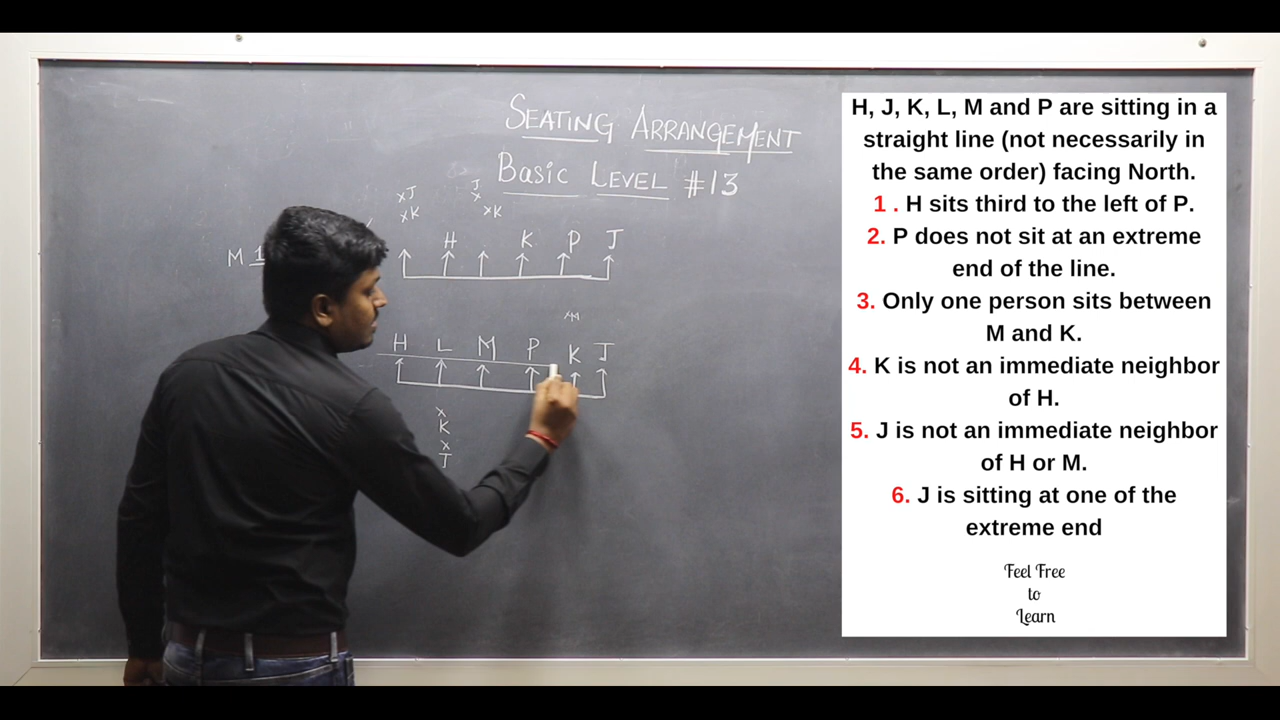 SEATING ARRANGEMENT
Basic LEVEL #13
xJ
xK
J
x
xK
H K P J
M 1
xM
H L M P K J
x
K
x
J
H, J, K, L, M and P are sitting in a
straight line (not necessarily in
the same order) facing North.
1 . H sits third to the left of P.
2. P does not sit at an extreme
end of the line.
3. Only one person sits between
M and K.
4. K is not an immediate neighbor
of H.
5. J is not an immediate neighbor
of H or M.
6. J is sitting at one of the
extreme end
Feel Free
to
Learn